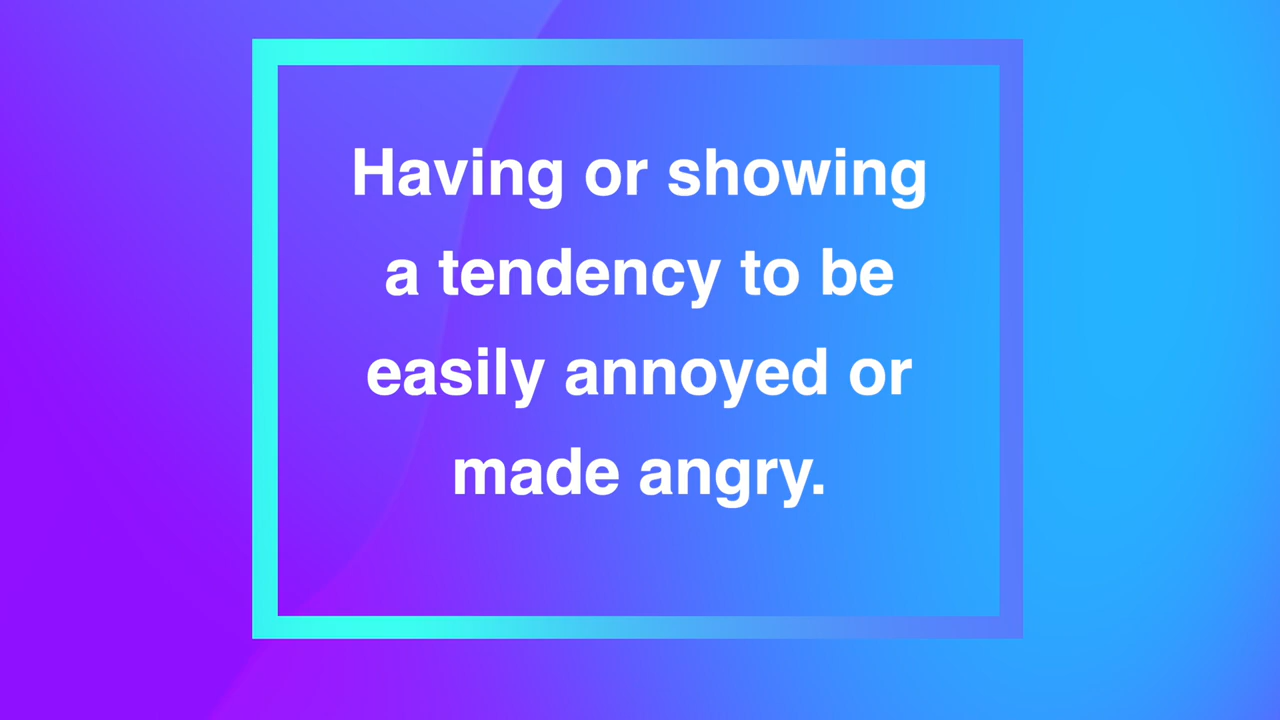 Having or showing
a tendency to be
easily annoyed or
made angry.